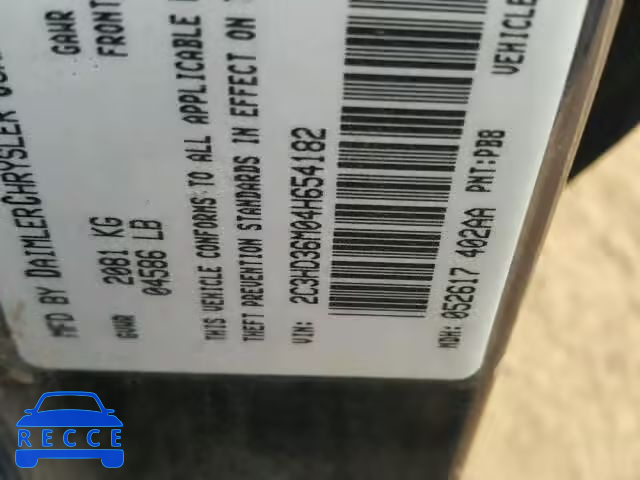 MFD BY DAIMLERCHRYSLER
GAWR
FRONT
GVWR
2081 KG
04586 LB
THIS VEHICLE CONFORMS TO ALL APPLICABLE
THEFT PREVENTION STANDARDS IN EFFECT ON
VIN: 2C3HD36M04H654182
VEHICLE
MDH: 052617 402AA PNT:PB8
RECCE